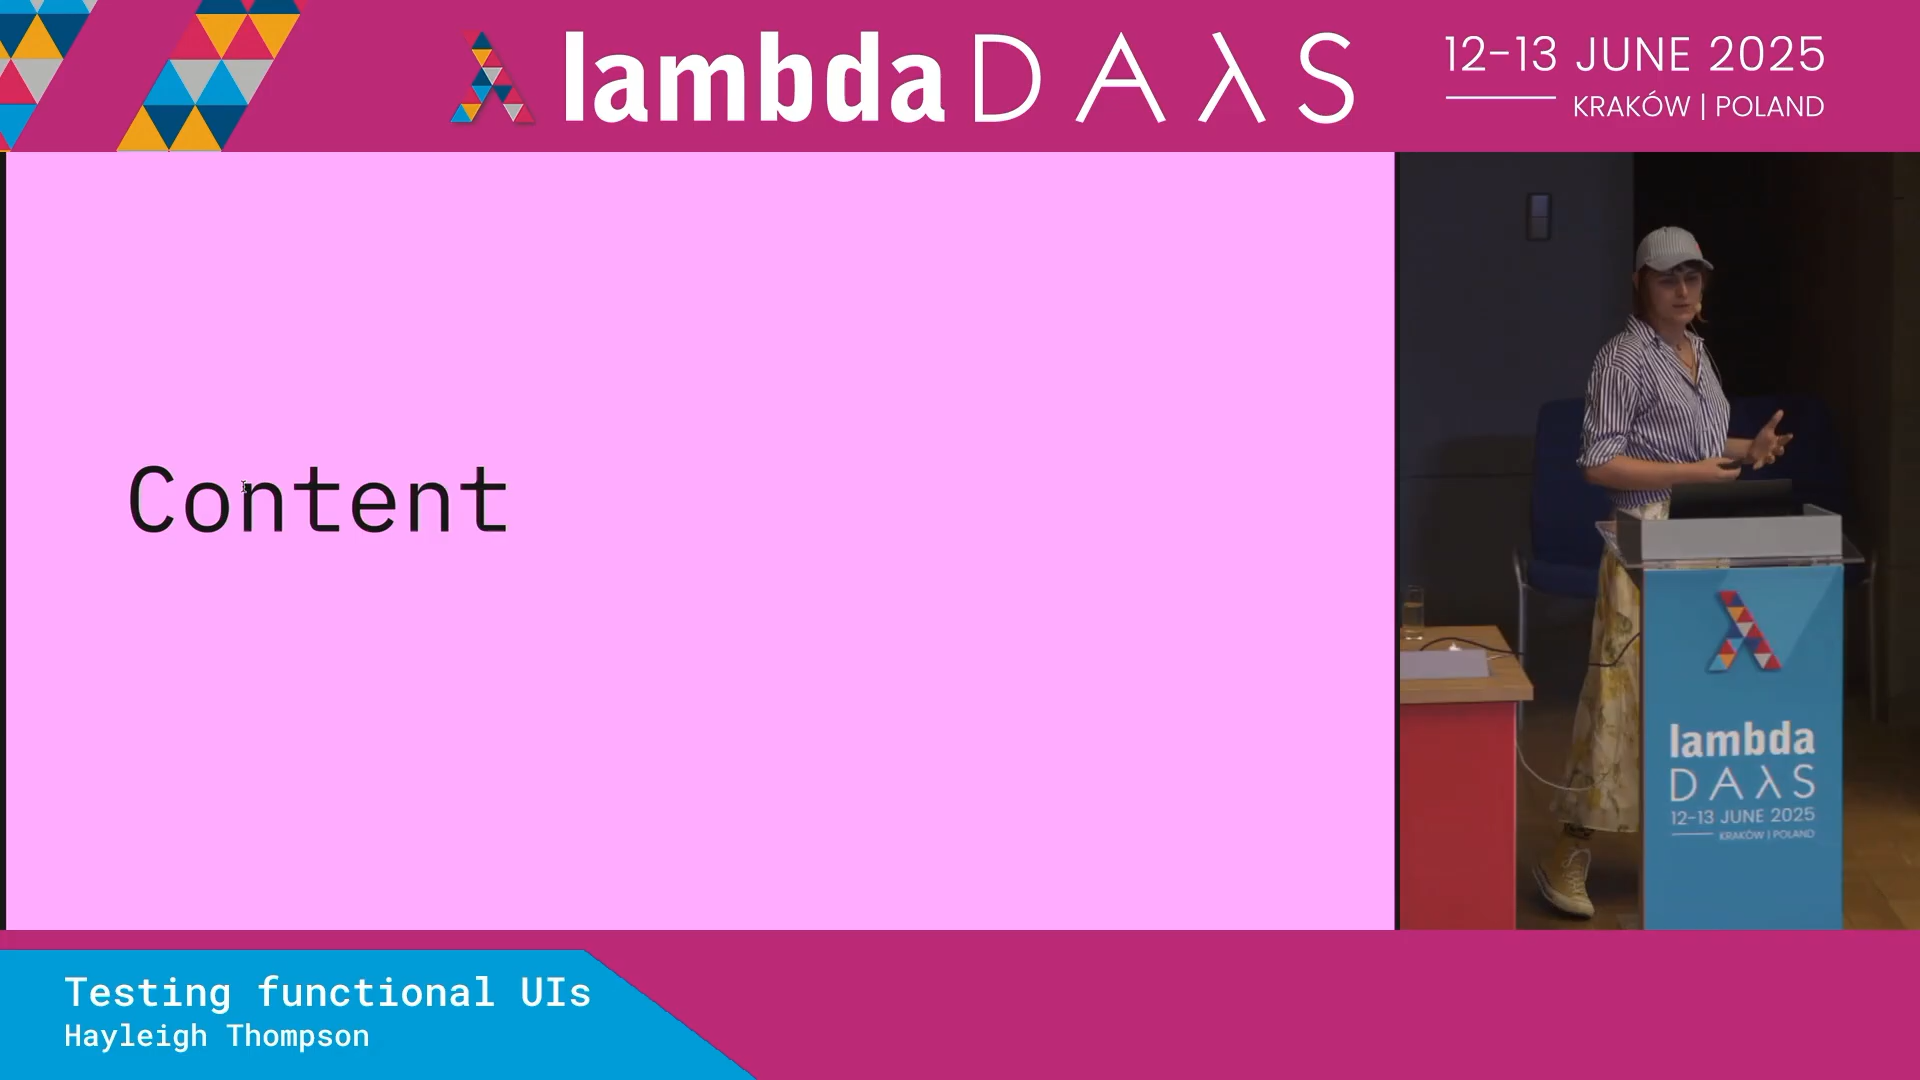 lambda DAλS
12-13 JUNE 2025
KRAKÓW | POLAND
Content
lambda
DAλS
12-13 JUNE 2025
KRAKÓW | POLAND
Testing functional UIs
Hayleigh Thompson